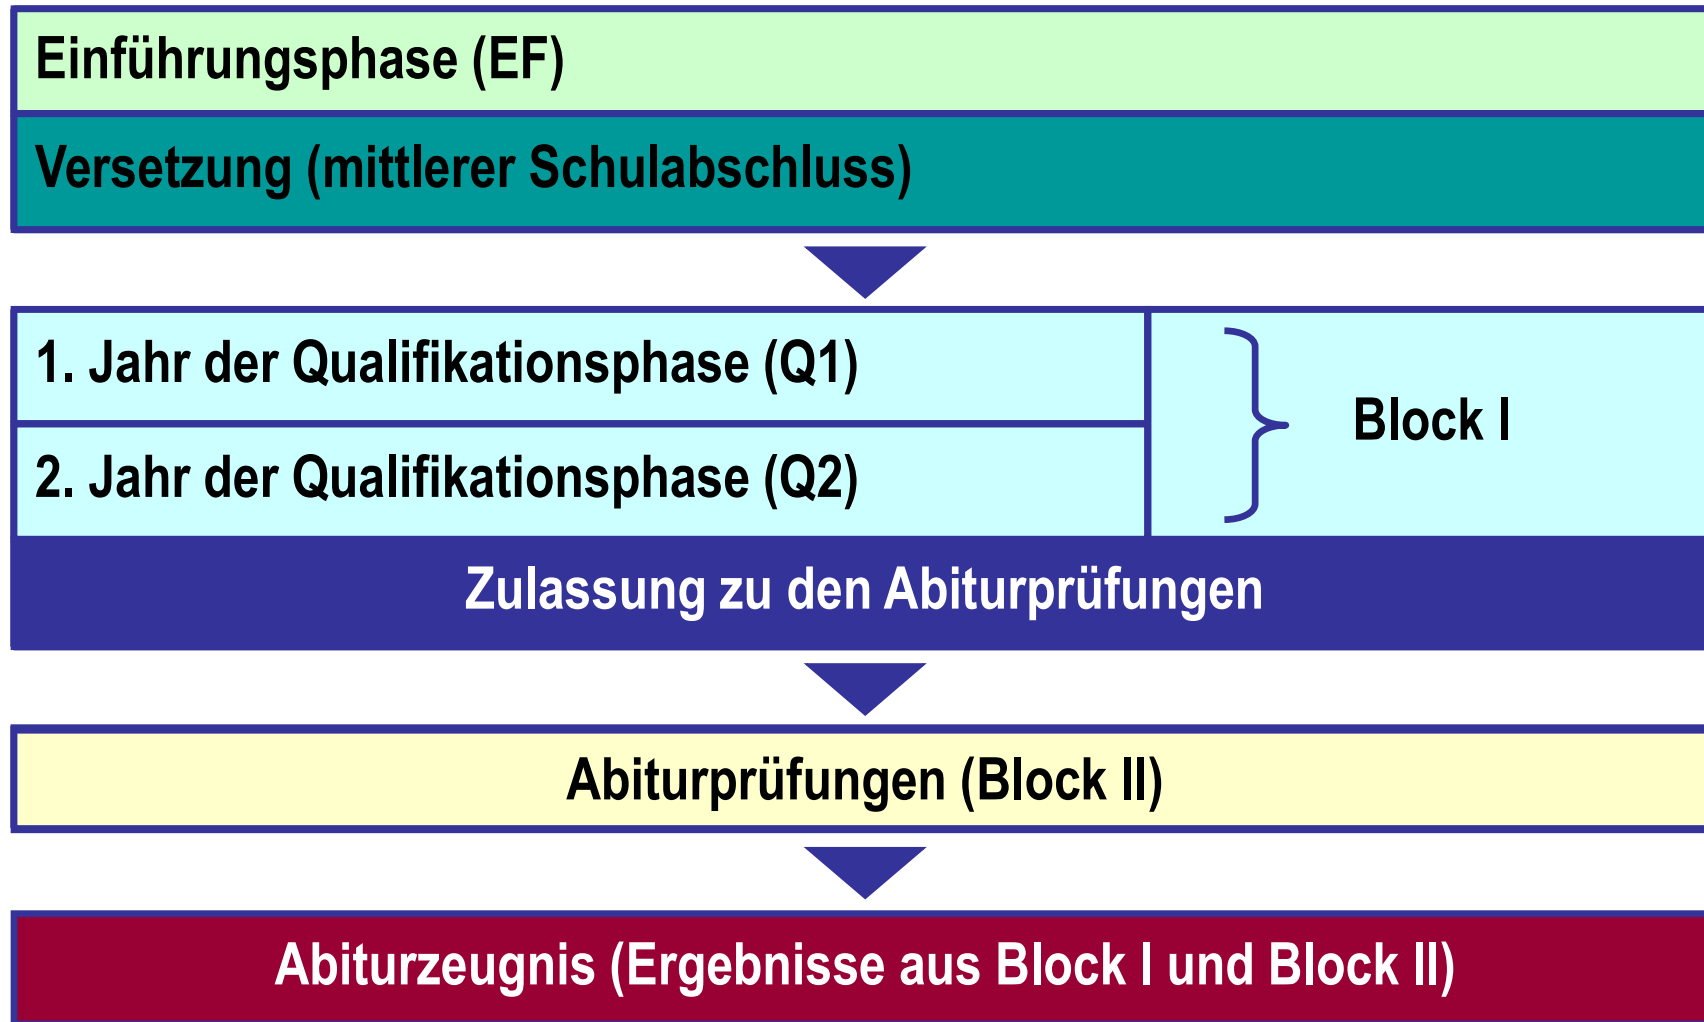 Einführungsphase (EF)
Versetzung (mittlerer Schulabschluss)
1. Jahr der Qualifikationsphase (Q1)
2. Jahr der Qualifikationsphase (Q2)
Block I
Zulassung zu den Abiturprüfungen
Abiturprüfungen (Block II)
Abiturzeugnis (Ergebnisse aus Block I und Block II)